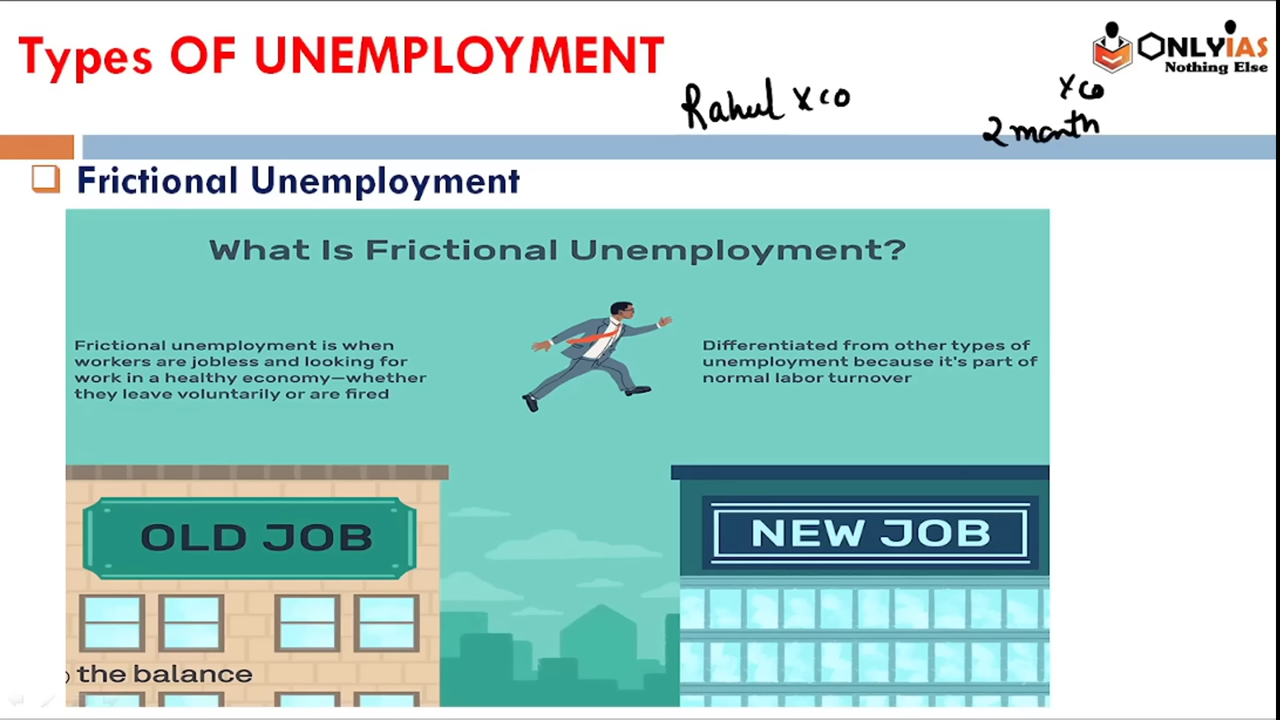 Types OF UNEMPLOYMENT
ONLYIAS
Nothing Else
Rahul x co
x co
2 month
Frictional Unemployment
What Is Frictional Unemployment?
Frictional unemployment is when
workers are jobless and looking for
work in a healthy economy—whether
they leave voluntarily or are fired
Differentiated from other types of
unemployment because it's part of
normal labor turnover
OLD JOB
NEW JOB
the balance